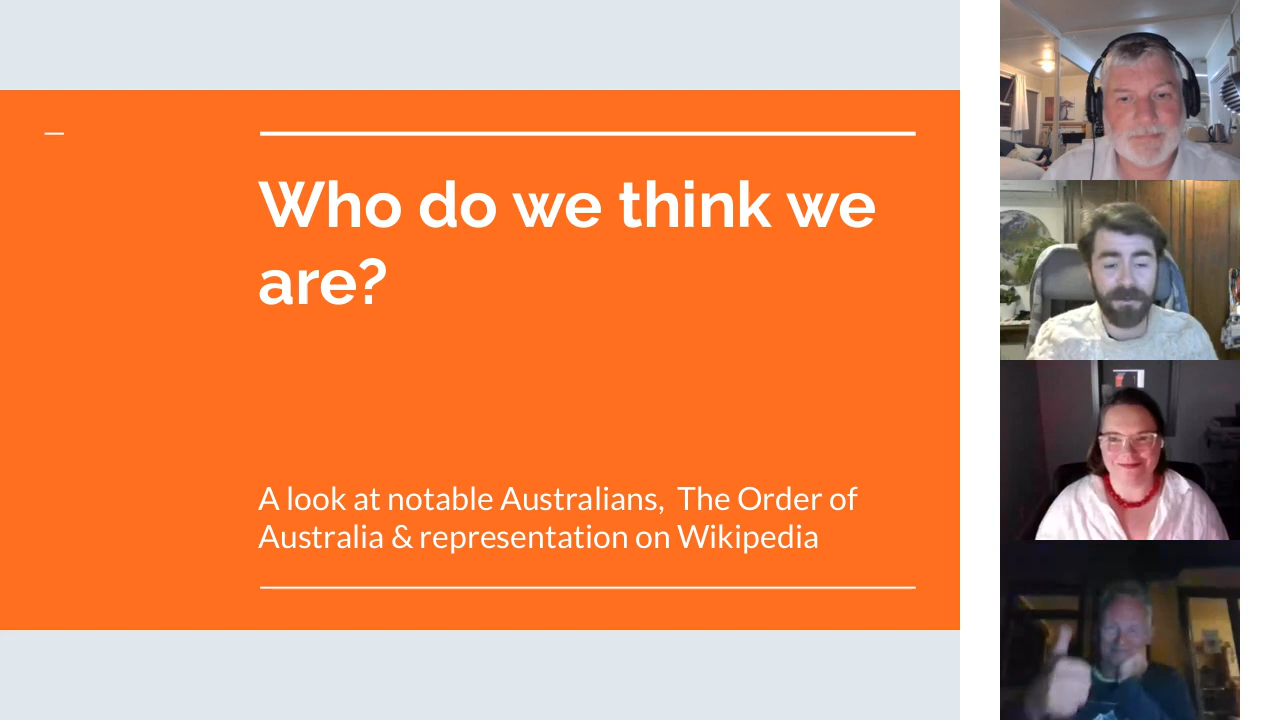 Who do we think we
are?
A look at notable Australians,  The Order of
Australia & representation on Wikipedia